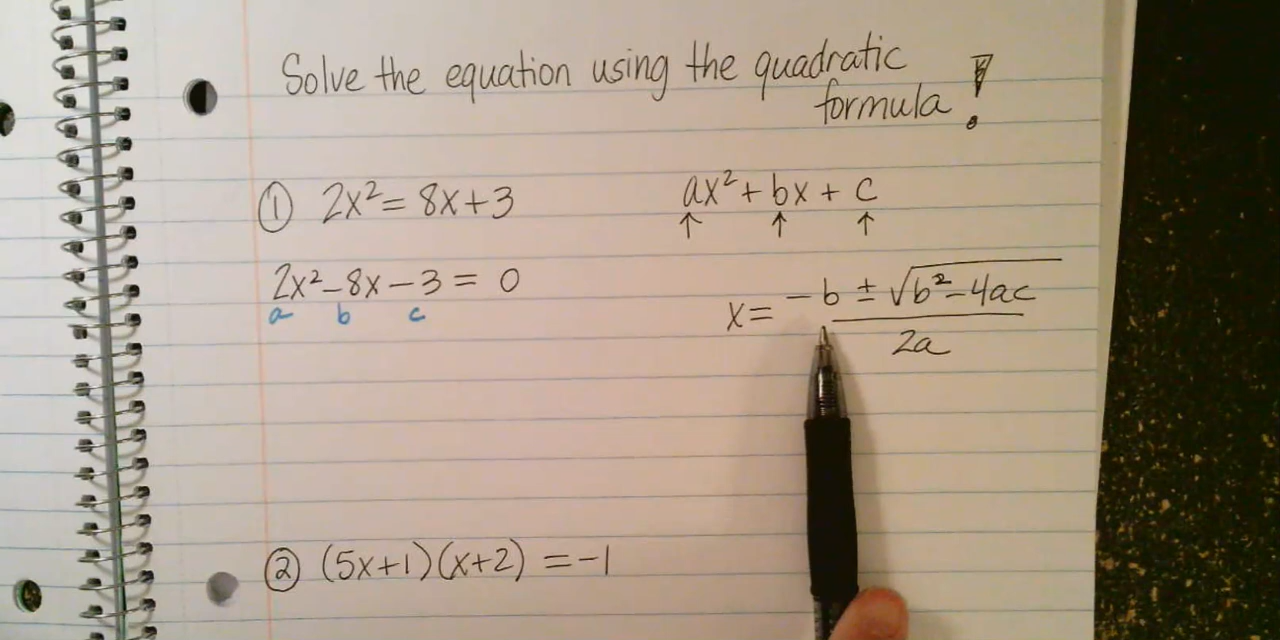 Solve the equation using the quadratic
formula!
① 2x² = 8x + 3
ax² + bx + c
↑ ↑ ↑
2x² - 8x - 3 = 0
a b c
x = -b ± √b² - 4ac
2a
② (5x+1)(x+2) = -1